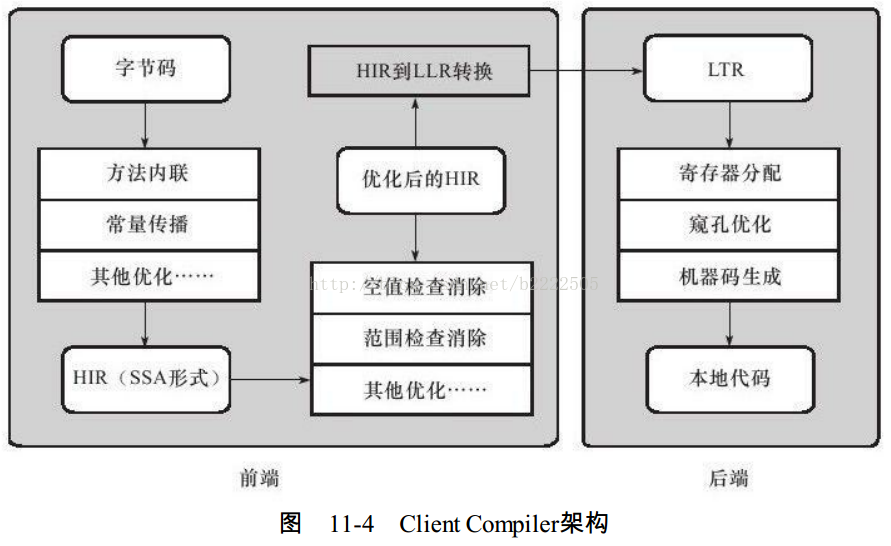 字节码
方法内联
常量传播
其他优化……
HIR（SSA形式）
HIR到LLR转换
优化后的HIR
空值检查消除
范围检查消除
其他优化……
前端
LTR
寄存器分配
窥孔优化
机器码生成
本地代码
后端
图 11-4 Client Compiler架构